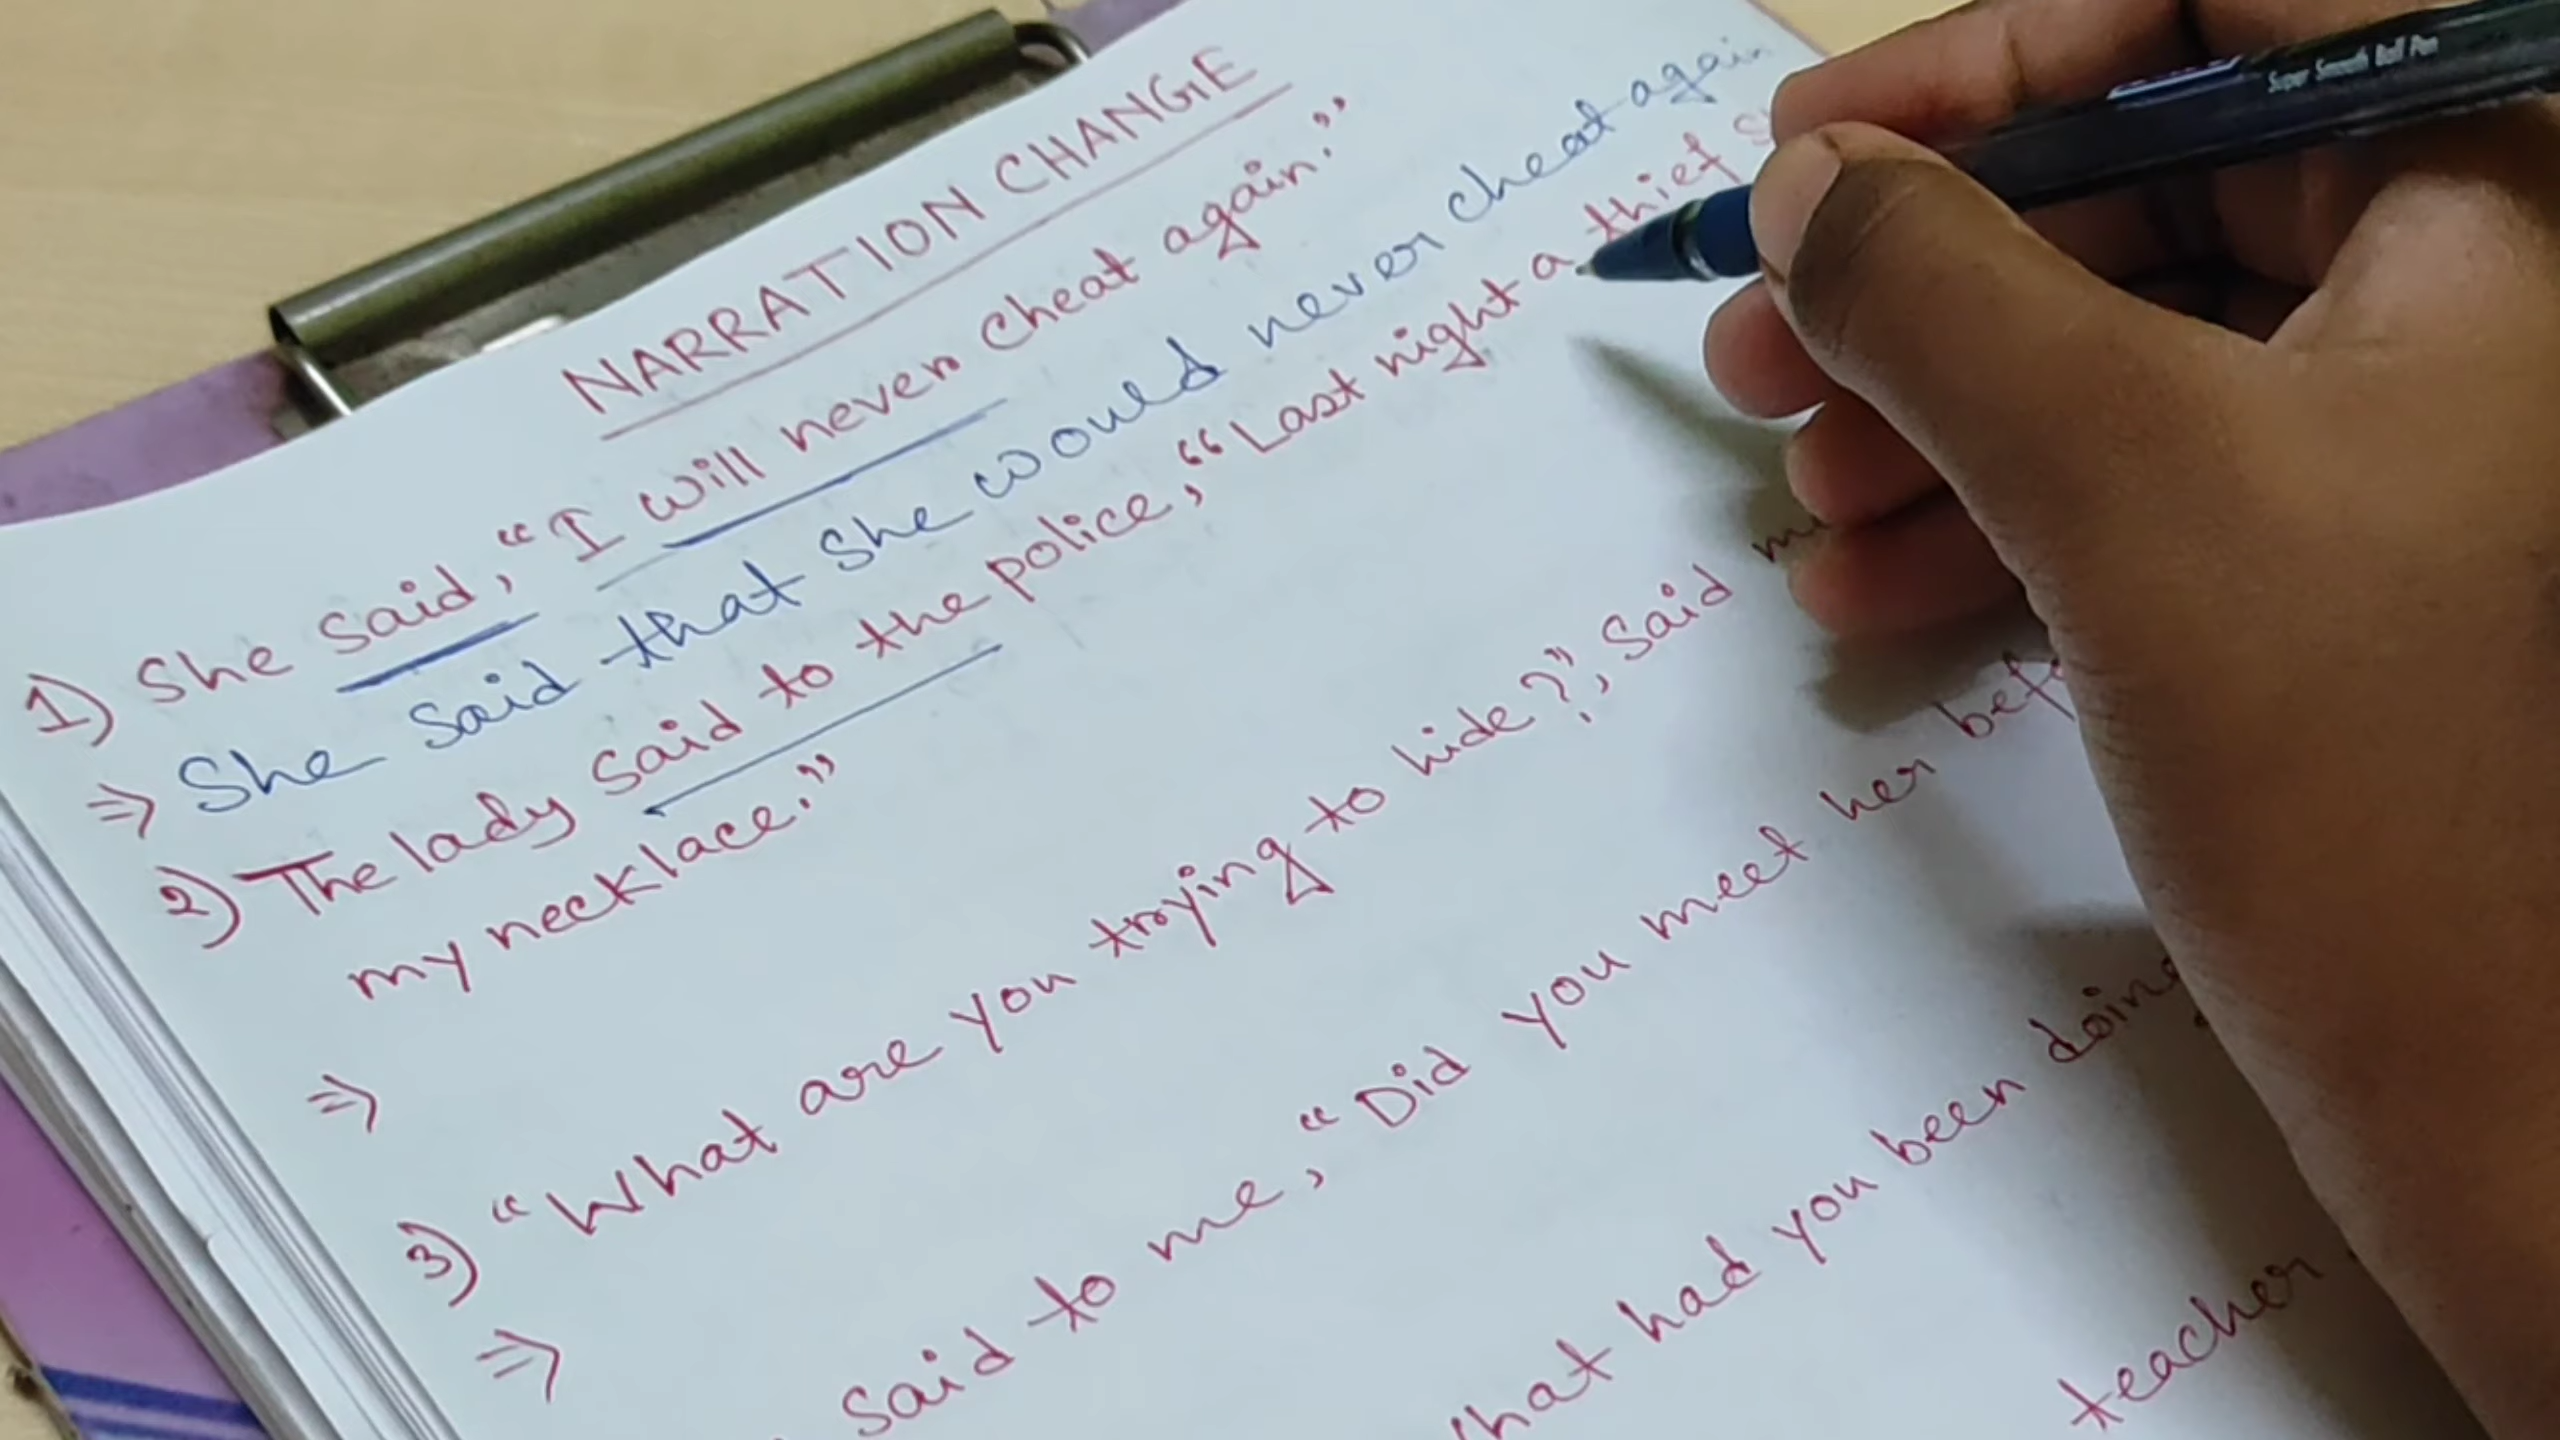 NARRATION CHANGE
1) She said, "I will never cheat again."
=> She said that she would never cheat again
2) The lady said to the police, "Last night a thief
my necklace."
=>
3) "What are you trying to hide?", said
=>
said to me, "Did you meet her
had you been doing
teacher
Super Smooth Ball Pen